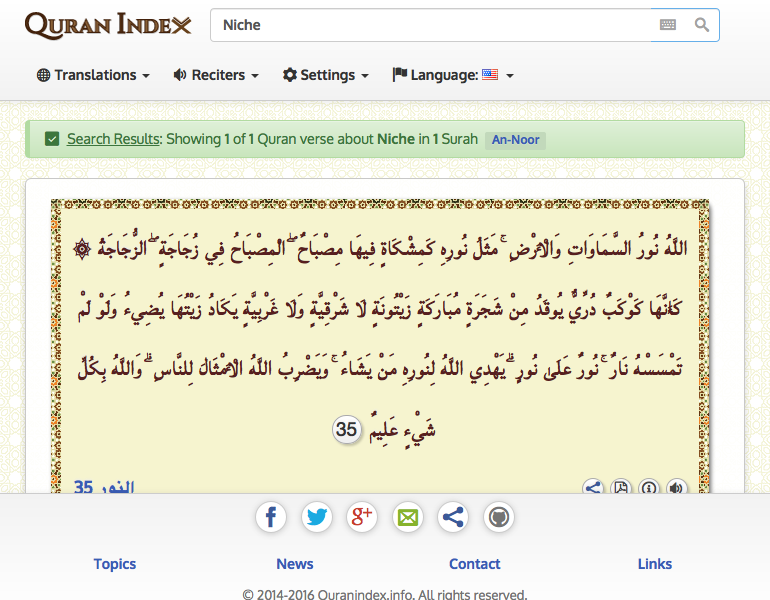 QURAN INDEX
Niche
Translations
Reciters
Settings
Language:
Search Results: Showing 1 of 1 Quran verse about Niche in 1 Surah An-Noor
اللَّهُ نُورُ السَّمَاوَاتِ وَالْأَرْضِ ۚ مَثَلُ نُورِهِ كَمِشْكَاةٍ فِيهَا مِصْبَاحٌ ۖ الْمِصْبَاحُ فِي زُجَاجَةٍ ۖ الزُّجَاجَةُ ۞
كَأَنَّهَا كَوْكَبٌ دُرِّيٌّ يُوقَدُ مِنْ شَجَرَةٍ مُبَارَكَةٍ زَيْتُونَةٍ لَا شَرْقِيَّةٍ وَلَا غَرْبِيَّةٍ يَكَادُ زَيْتُهَا يُضِيءُ وَلَوْ لَمْ
تَمْسَسْهُ نَارٌ ۚ نُورٌ عَلَىٰ نُورٍ ۗ يَهْدِي اللَّهُ لِنُورِهِ مَنْ يَشَاءُ ۚ وَيَضْرِبُ اللَّهُ الْأَمْثَالَ لِلنَّاسِ ۗ وَاللَّهُ بِكُلِّ
شَيْءٍ عَلِيمٌ 35
النور 35
f
g+
Topics
News
Contact
Links
© 2014-2016 Quranindex.info. All rights reserved.